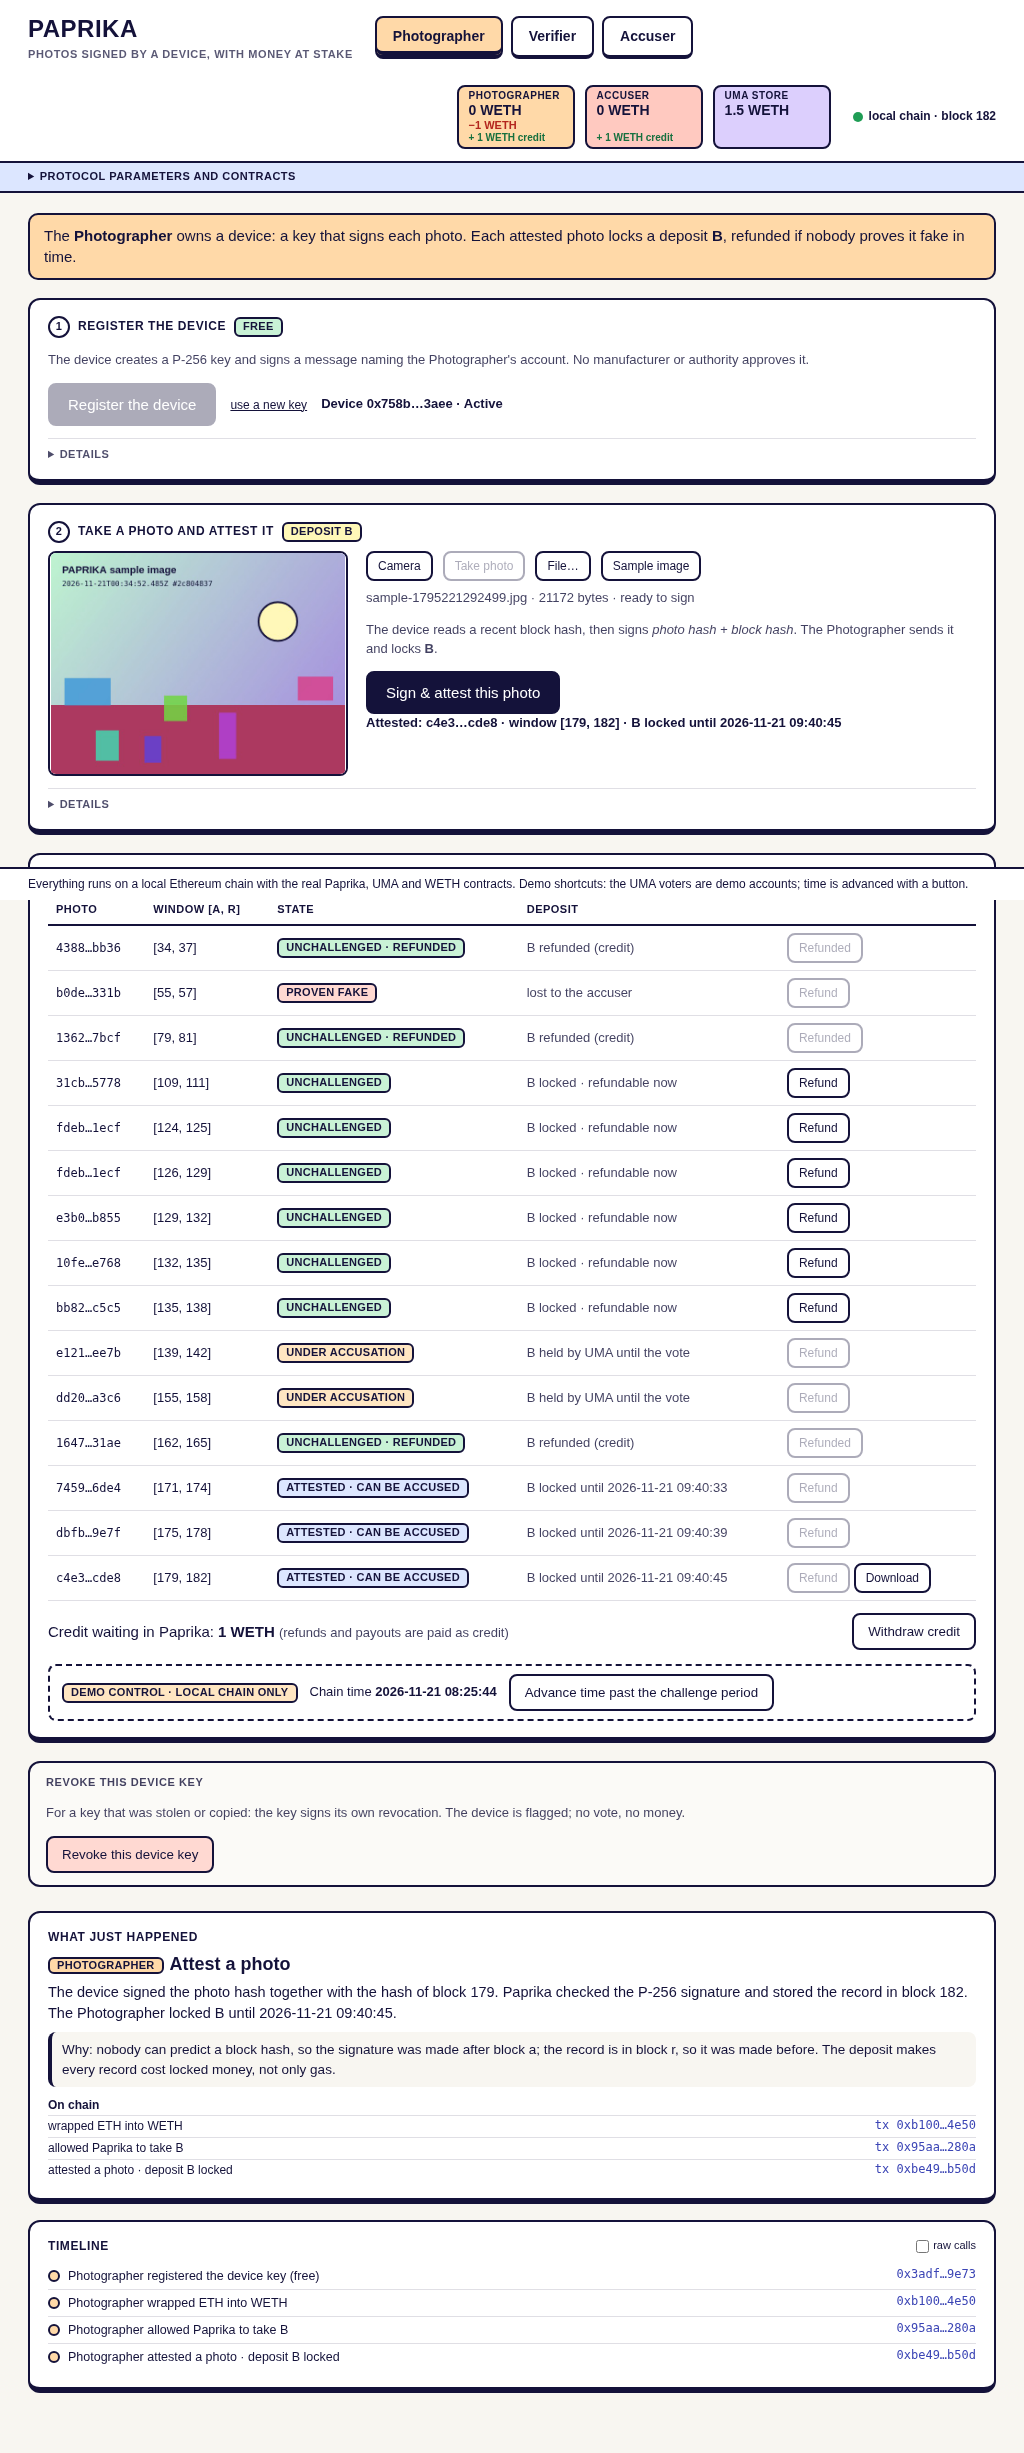 PAPRIKA
PHOTOS SIGNED BY A DEVICE, WITH MONEY AT STAKE
Photographer
Verifier
Accuser
PHOTOGRAPHER
0 WETH
−1 WETH
+ 1 WETH credit
ACCUSER
0 WETH
+ 1 WETH credit
UMA STORE
1.5 WETH
local chain · block 182
PROTOCOL PARAMETERS AND CONTRACTS
The Photographer owns a device: a key that signs each photo. Each attested photo locks a deposit B, refunded if nobody proves it fake in
time.
1 REGISTER THE DEVICE FREE
The device creates a P-256 key and signs a message naming the Photographer's account. No manufacturer or authority approves it.
Register the device use a new key Device 0x758b…3aee · Active
DETAILS
2 TAKE A PHOTO AND ATTEST IT DEPOSIT B
PAPRIKA sample image
2026-11-21T00:34:52.485Z #2c804837
Camera Take photo File… Sample image
sample-1795221292499.jpg · 21172 bytes · ready to sign
The device reads a recent block hash, then signs photo hash + block hash. The Photographer sends it
and locks B.
Sign & attest this photo
Attested: c4e3…cde8 · window [179, 182] · B locked until 2026-11-21 09:40:45
DETAILS
Everything runs on a local Ethereum chain with the real Paprika, UMA and WETH contracts. Demo shortcuts: the UMA voters are demo accounts; time is advanced with a button.
PHOTO WINDOW [A, R] STATE DEPOSIT
4388…bb36 [34, 37] UNCHALLENGED · REFUNDED B refunded (credit) Refunded
b0de…331b [55, 57] PROVEN FAKE lost to the accuser Refund
1362…7bcf [79, 81] UNCHALLENGED · REFUNDED B refunded (credit) Refunded
31cb…5778 [109, 111] UNCHALLENGED B locked · refundable now Refund
fdeb…1ecf [124, 125] UNCHALLENGED B locked · refundable now Refund
fdeb…1ecf [126, 129] UNCHALLENGED B locked · refundable now Refund
e3b0…b855 [129, 132] UNCHALLENGED B locked · refundable now Refund
10fe…e768 [132, 135] UNCHALLENGED B locked · refundable now Refund
bb82…c5c5 [135, 138] UNCHALLENGED B locked · refundable now Refund
e121…ee7b [139, 142] UNDER ACCUSATION B held by UMA until the vote Refund
dd20…a3c6 [155, 158] UNDER ACCUSATION B held by UMA until the vote Refund
1647…31ae [162, 165] UNCHALLENGED · REFUNDED B refunded (credit) Refunded
7459…6de4 [171, 174] ATTESTED · CAN BE ACCUSED B locked until 2026-11-21 09:40:33 Refund
dbfb…9e7f [175, 178] ATTESTED · CAN BE ACCUSED B locked until 2026-11-21 09:40:39 Refund
c4e3…cde8 [179, 182] ATTESTED · CAN BE ACCUSED B locked until 2026-11-21 09:40:45 Refund Download
Credit waiting in Paprika: 1 WETH (refunds and payouts are paid as credit) Withdraw credit
DEMO CONTROL · LOCAL CHAIN ONLY Chain time 2026-11-21 08:25:44 Advance time past the challenge period
REVOKE THIS DEVICE KEY
For a key that was stolen or copied: the key signs its own revocation. The device is flagged; no vote, no money.
Revoke this device key
WHAT JUST HAPPENED
PHOTOGRAPHER Attest a photo
The device signed the photo hash together with the hash of block 179. Paprika checked the P-256 signature and stored the record in block 182.
The Photographer locked B until 2026-11-21 09:40:45.
Why: nobody can predict a block hash, so the signature was made after block a; the record is in block r, so it was made before. The deposit makes
every record cost locked money, not only gas.
On chain
wrapped ETH into WETH tx 0xb100…4e50
allowed Paprika to take B tx 0x95aa…280a
attested a photo · deposit B locked tx 0xbe49…b50d
TIMELINE raw calls
Photographer registered the device key (free) 0x3adf…9e73
Photographer wrapped ETH into WETH 0xb100…4e50
Photographer allowed Paprika to take B 0x95aa…280a
Photographer attested a photo · deposit B locked 0xbe49…b50d